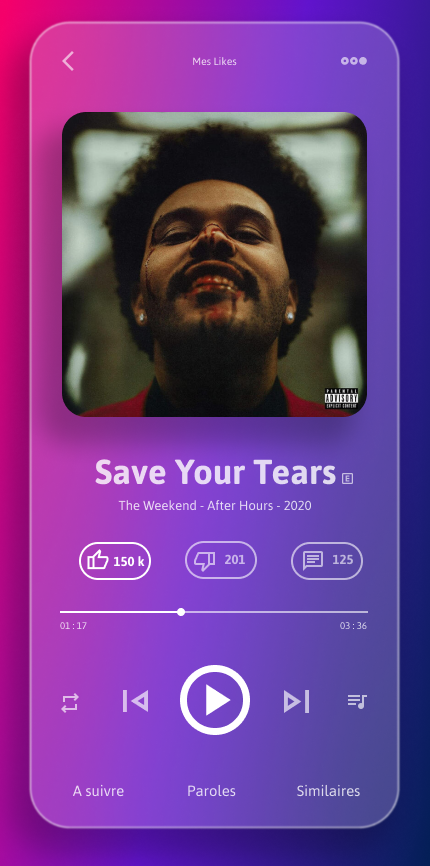 Mes Likes
PARENTAL
ADVISORY
EXPLICIT CONTENT
Save Your Tears E
The Weekend - After Hours - 2020
150 k 201 125
01 : 17 03 : 36
A suivre Paroles Similaires